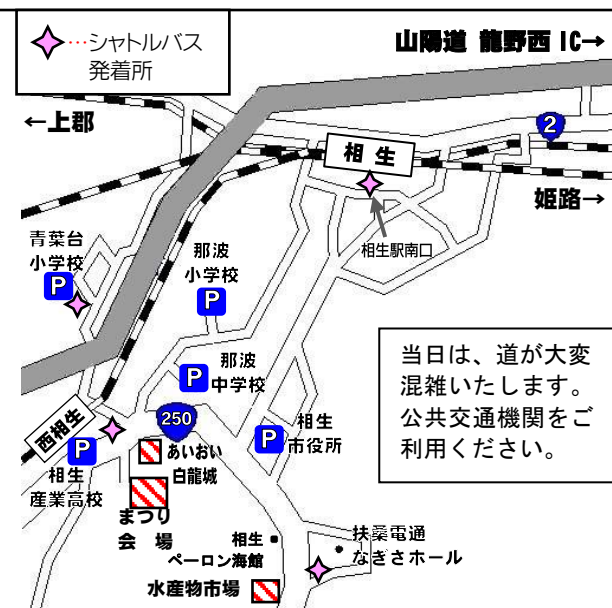 …シャトルバス
発着所
山陽道 龍野西 IC→
←上郡
2
相 生
姫路→
相生駅南口
青葉台
小学校
P
那波
小学校
P
那波
中学校
P
当日は、道が大変
混雑いたします。
公共交通機関をご
利用ください。
西相生
250
相生
市役所
P
P
相生
産業高校
あいおい
白龍城
まつり
会 場
相生
ペーロン海館
扶桑電通
なぎさホール
水産物市場